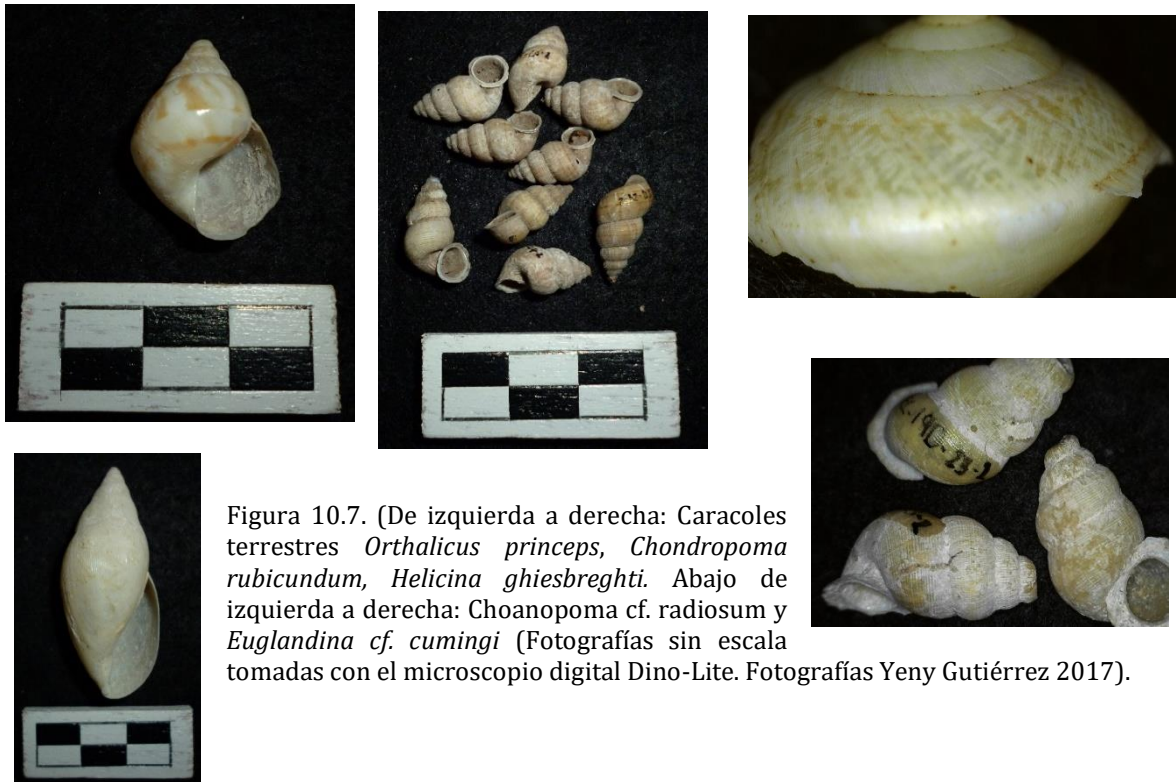 Figura 10.7. (De izquierda a derecha: Caracoles
terrestres Orthalicus princeps, Chondropoma
rubicundum, Helicina ghiesbreghti. Abajo de
izquierda a derecha: Choanopoma cf. radiosum y
Euglandina cf. cumingi (Fotografías sin escala
tomadas con el microscopio digital Dino-Lite. Fotografías Yeny Gutiérrez 2017).